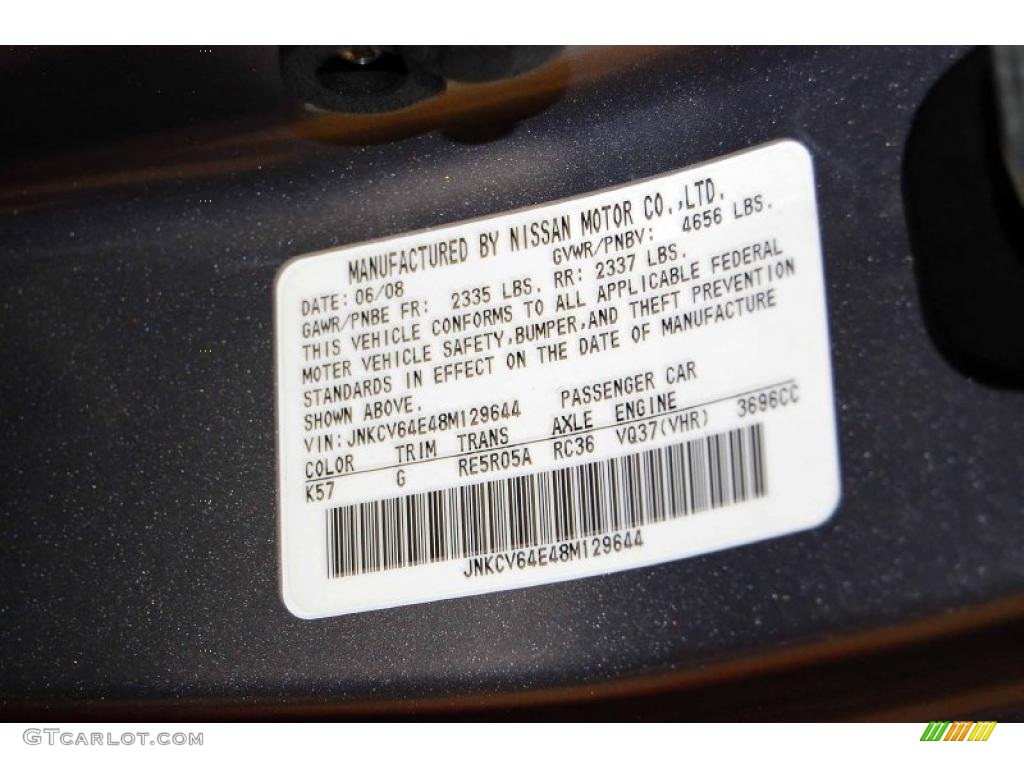 MANUFACTURED BY NISSAN MOTOR CO.,LTD.
DATE: 06/08 GVWR/PNBV: 4656 LBS.
GAWR/PNBE FR: 2335 LBS. RR: 2337 LBS.
THIS VEHICLE CONFORMS TO ALL APPLICABLE FEDERAL
MOTOR VEHICLE SAFETY,BUMPER,AND THEFT PREVENTION
STANDARDS IN EFFECT ON THE DATE OF MANUFACTURE
SHOWN ABOVE.
VIN: JNKCV64E48M129644 PASSENGER CAR
COLOR TRIM TRANS AXLE ENGINE
K57 G RE5R05A RC36 VQ37(VHR) 3696CC
JNKCV64E48M129644
GTCARLOT.COM